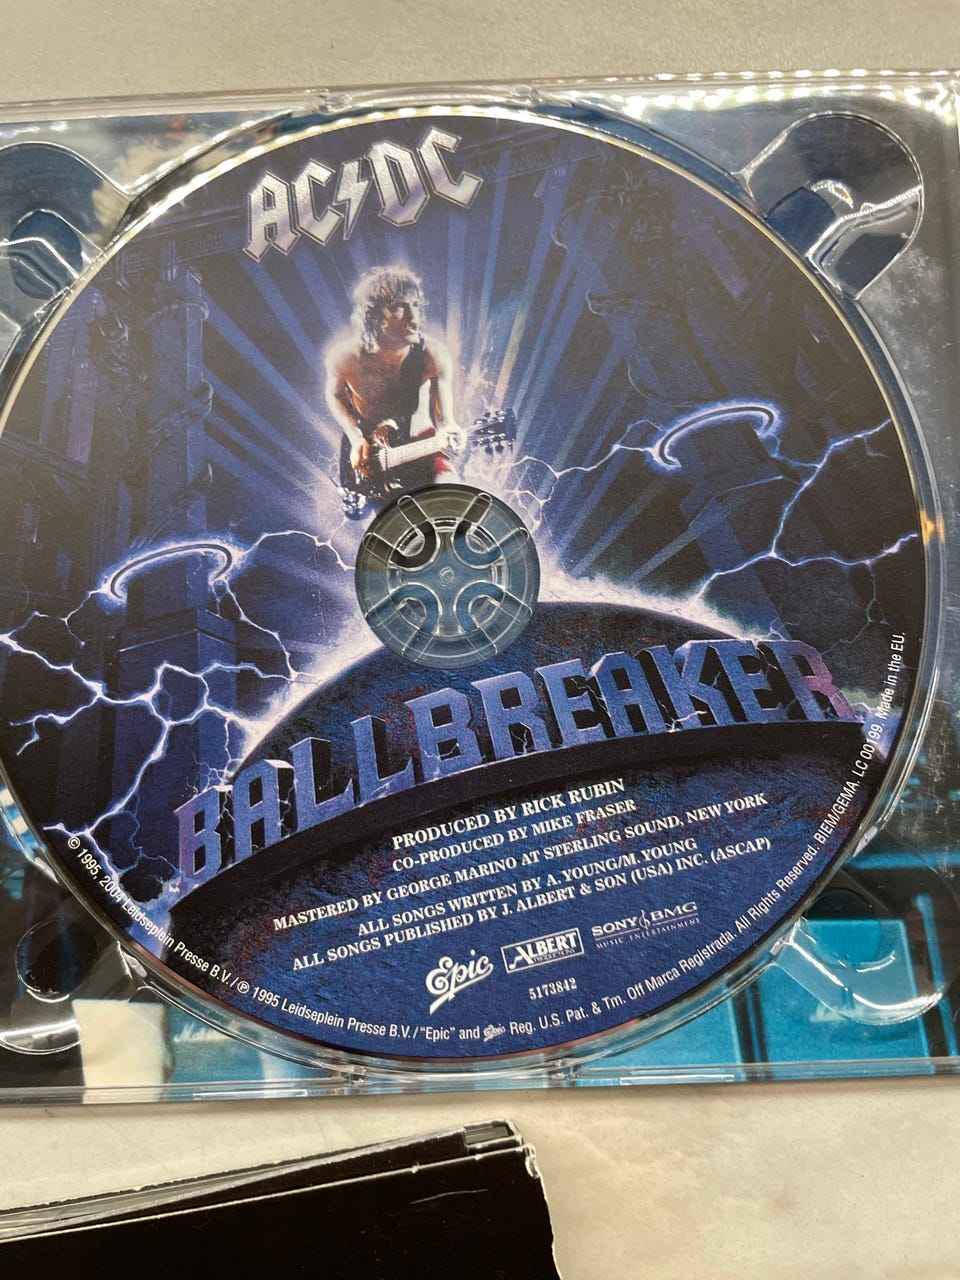 AC DC
BALLBREAKER
PRODUCED BY RICK RUBIN
CO-PRODUCED BY MIKE FRASER
MASTERED BY GEORGE MARINO AT STERLING SOUND, NEW YORK
ALL SONGS WRITTEN BY A. YOUNG/M. YOUNG
ALL SONGS PUBLISHED BY J. ALBERT & SON (USA) INC. (ASCAP)
Epic
ALBERT
PRODUCTIONS
SONY BMG
MUSIC ENTERTAINMENT
5173842
© 1995, 2004 Leidseplein Presse B.V./℗ 1995 Leidseplein Presse B.V./"Epic" and Epic Reg. U.S. Pat. & Tm. Off Marca Registrada. All Rights Reserved. BIEM/GEMA. LC 00199. Made in the EU.